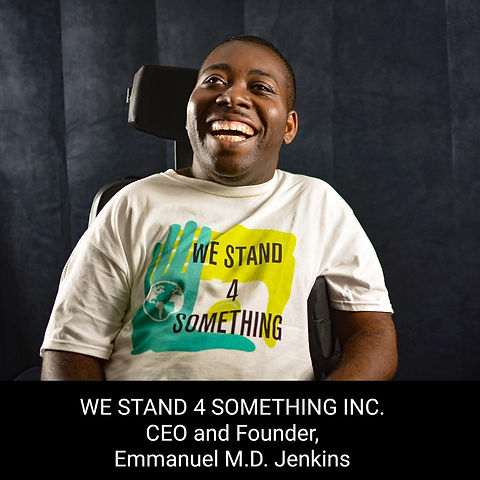 WE STAND
4
SOMETHING
WE STAND 4 SOMETHING INC.
CEO and Founder,
Emmanuel M.D. Jenkins